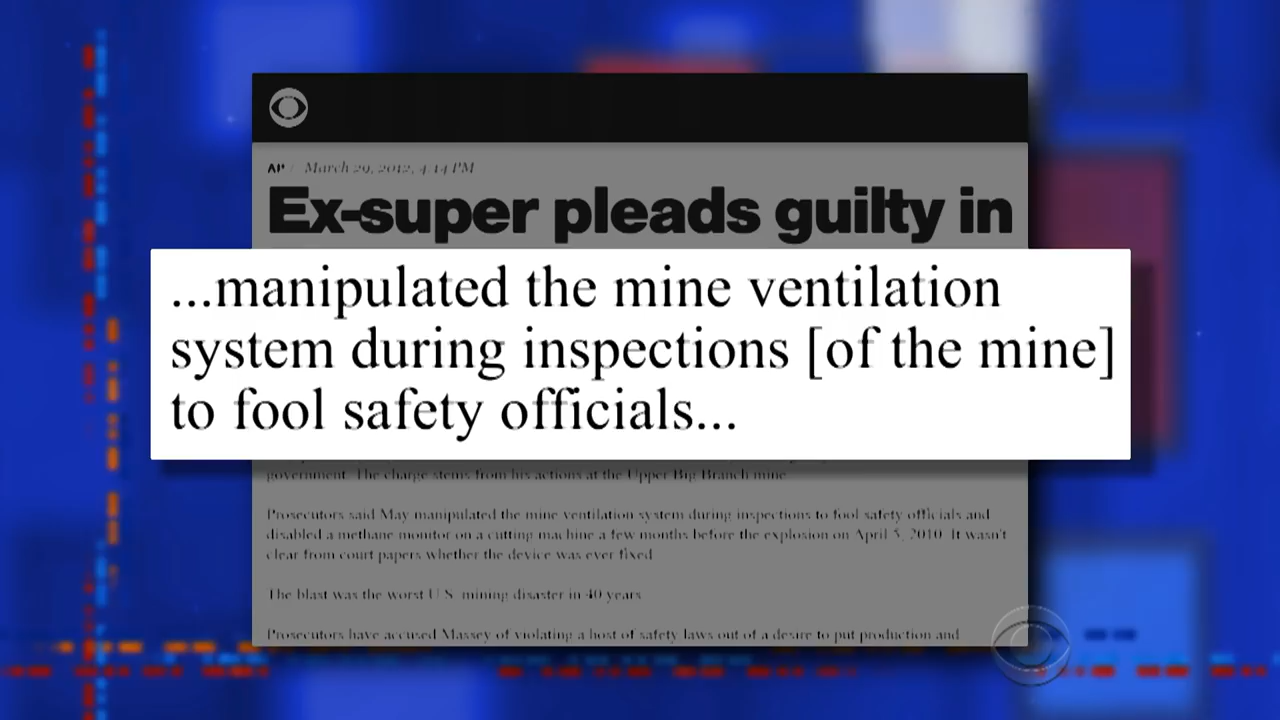 AP / March 29, 2012, 4:14 PM
Ex-super pleads guilty in
...manipulated the mine ventilation
system during inspections [of the mine]
to fool safety officials...
government. The charge stems from his actions at the Upper Big Branch mine.
Prosecutors said May manipulated the mine ventilation system during inspections to fool safety officials and
disabled a methane monitor on a cutting machine a few months before the explosion on April 5, 2010. It wasn't
clear from court papers whether the device was ever fixed.
The blast was the worst U.S. mining disaster in 40 years.
Prosecutors have accused Massey of violating a host of safety laws out of a desire to put production and